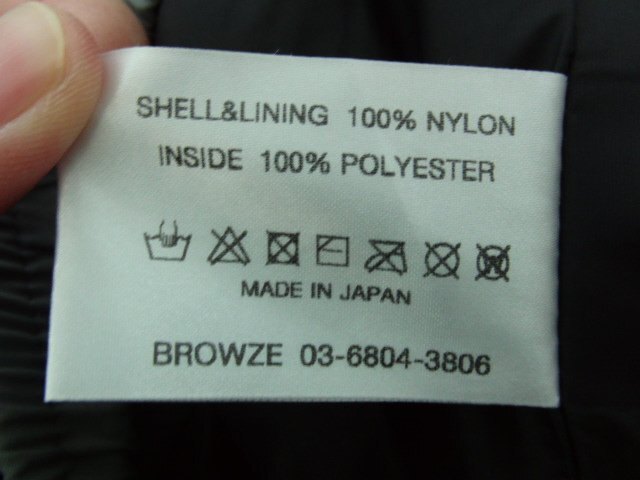 SHELL&LINING 100% NYLON
INSIDE 100% POLYESTER
MADE IN JAPAN
BROWZE 03-6804-3806